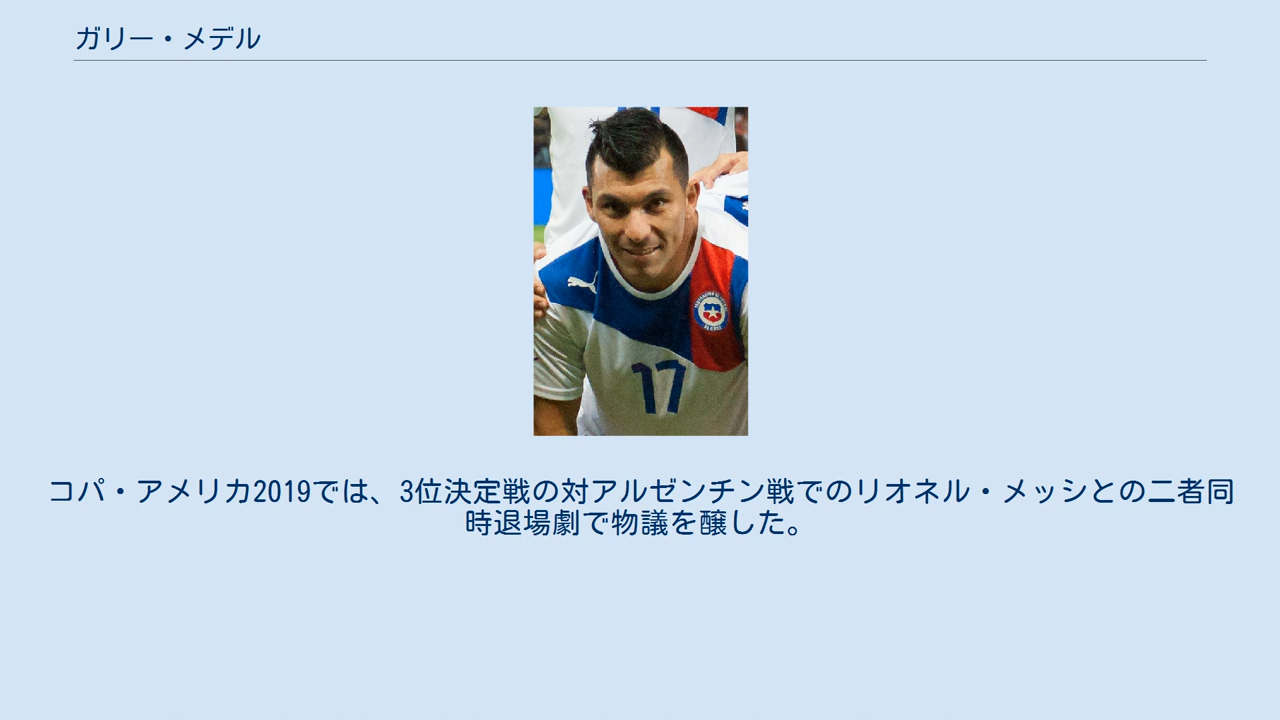 ガリー・メデル
17
コパ・アメリカ2019では、3位決定戦の対アルゼンチン戦でのリオネル・メッシとの二者同
時退場劇で物議を醸した。